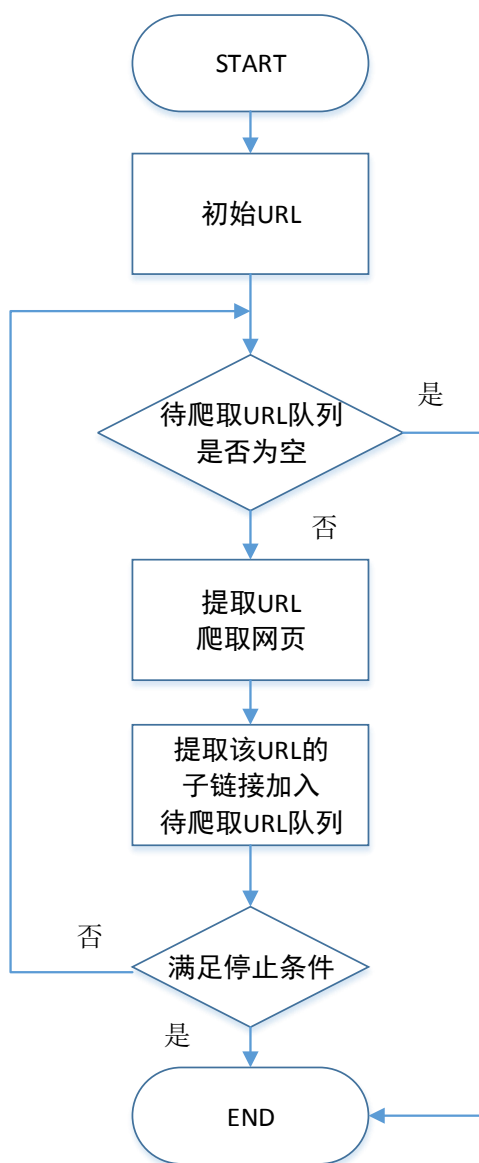 START
初始URL
待爬取URL队列
是否为空
是
否
提取URL
爬取网页
提取该URL的
子链接加入
待爬取URL队列
否
满足停止条件
是
END